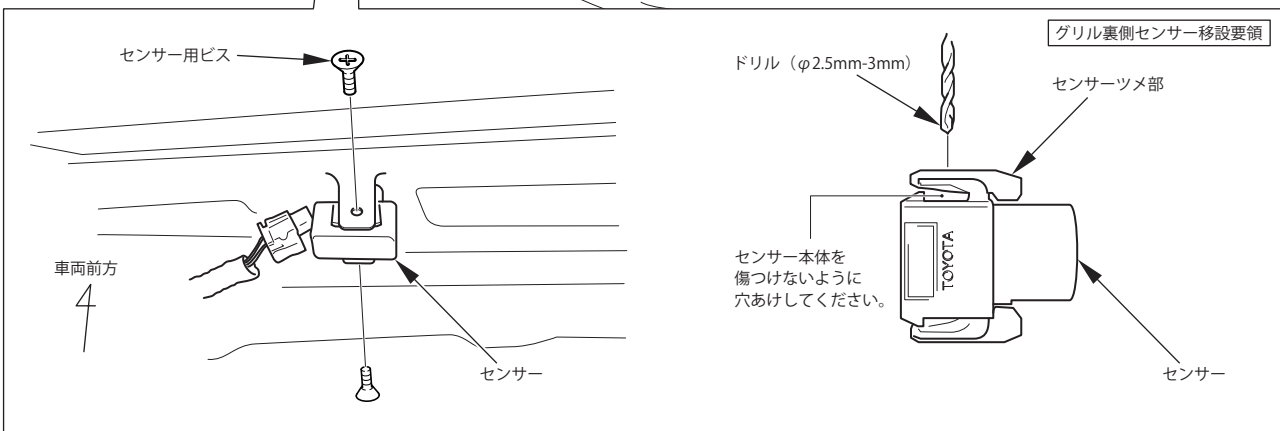 グリル裏側センサー移設要領
センサー用ビス
車両前方
センサー
ドリル（φ2.5mm-3mm）
センサーツメ部
センサー本体を
傷つけないように
穴あけしてください。
TOYOTA
センサー